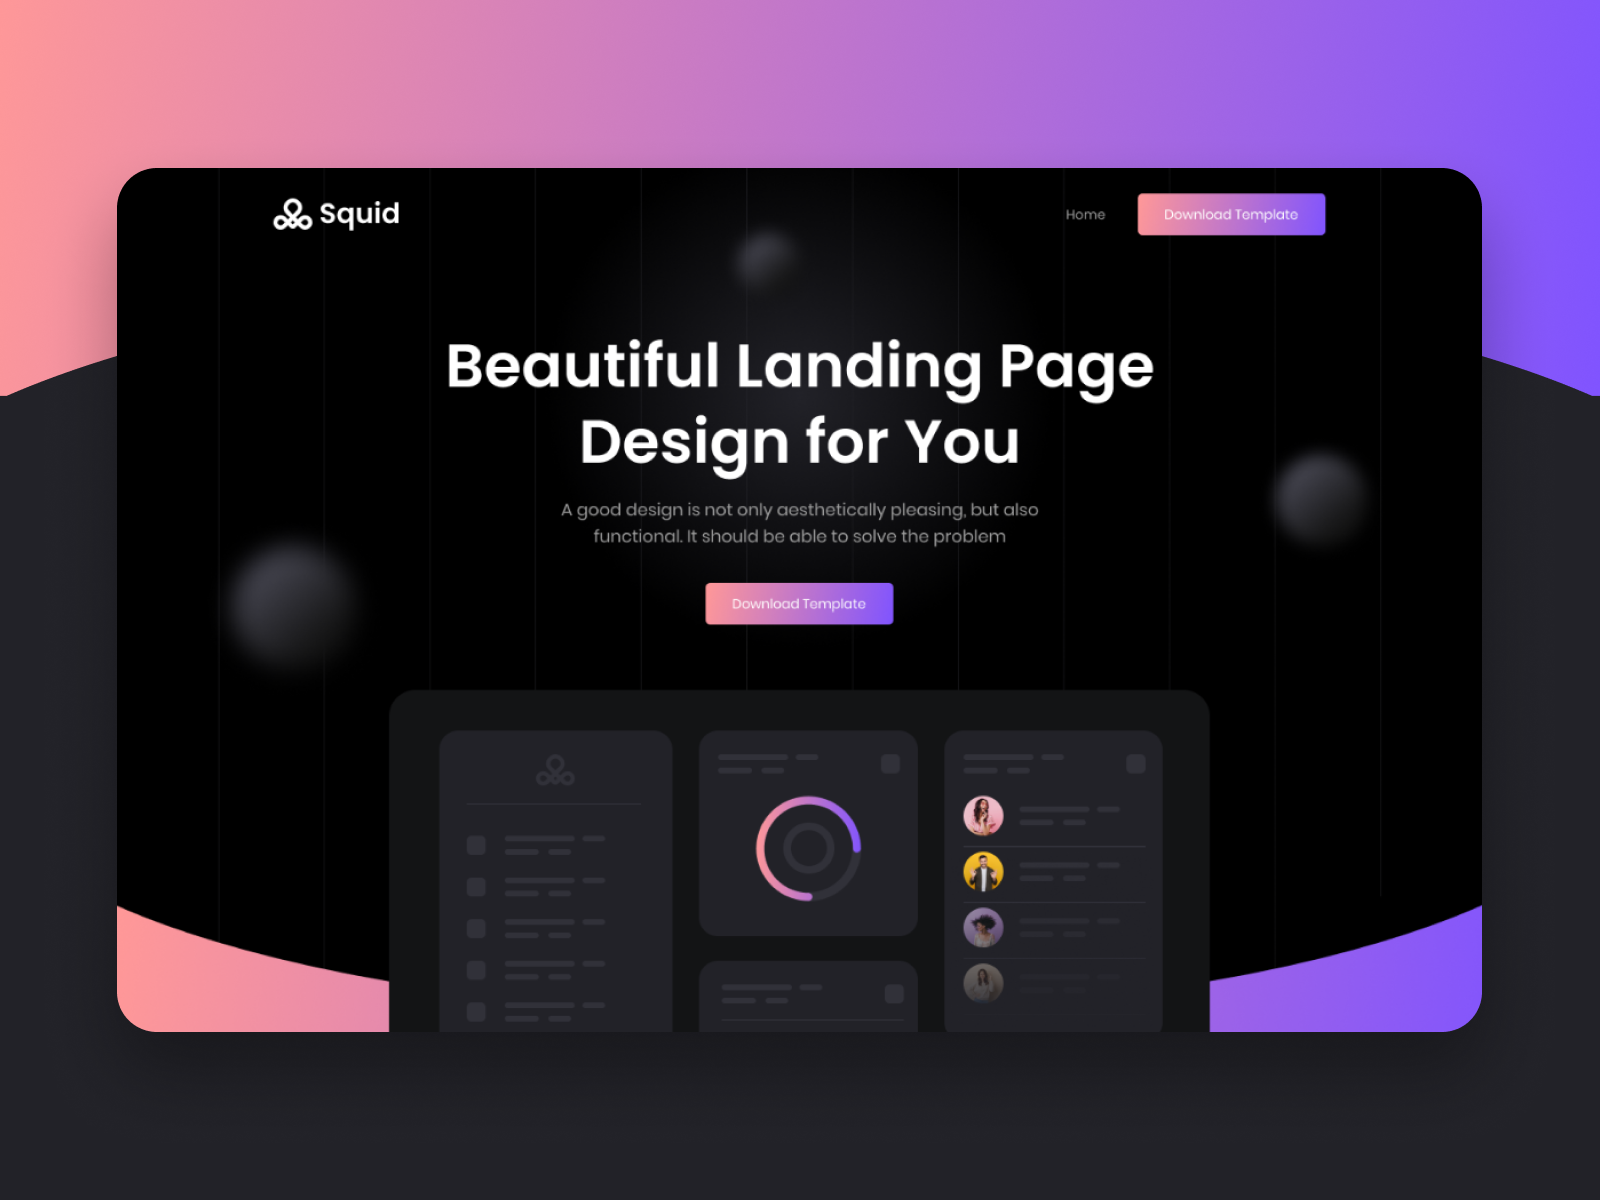 Squid
Home
Download Template
Beautiful Landing Page
Design for You
A good design is not only aesthetically pleasing, but also
functional. It should be able to solve the problem
Download Template